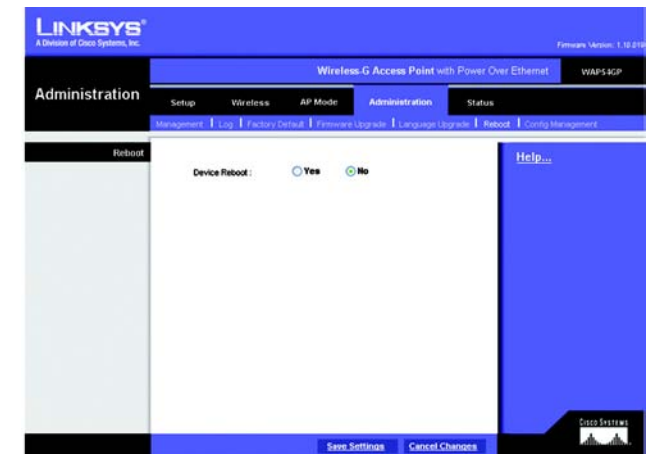 LINKSYS®
A Division of Cisco Systems, Inc.
Firmware Version: 1.10
Wireless-G Access Point with Power Over Ethernet
WAP54GP
Administration
Setup Wireless AP Mode Administration Status
Management Log Factory Default Firmware Upgrade Language Upgrade Reboot Config Management
Reboot
Device Reboot : Yes No
Help...
Save Settings Cancel Changes
CISCO SYSTEMS